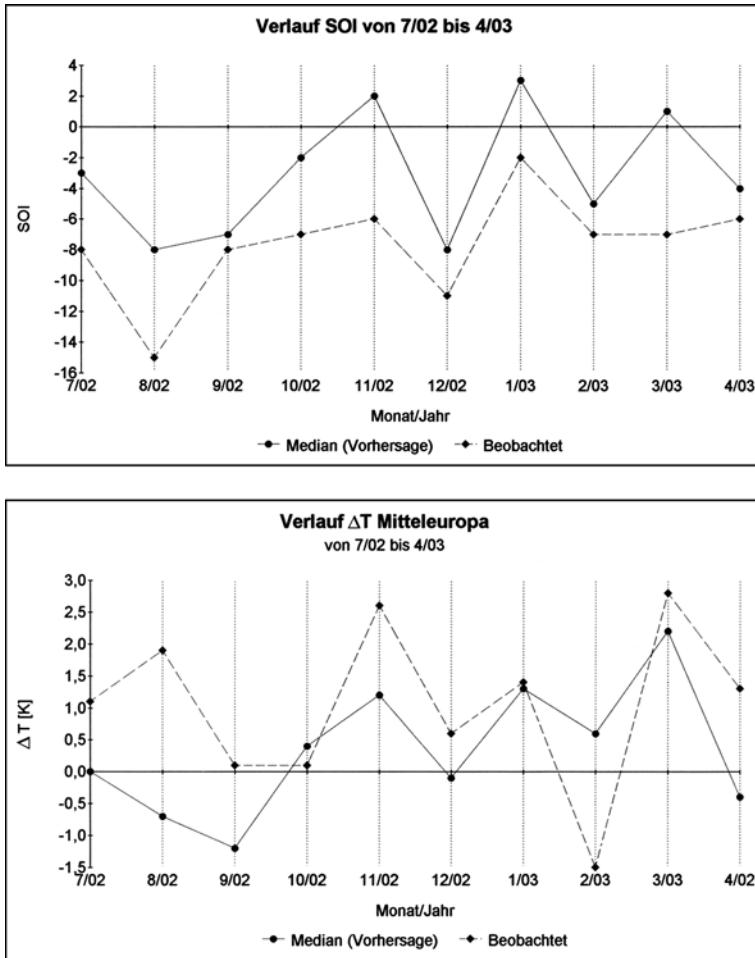 Verlauf SOI von 7/02 bis 4/03
4
2
0
-2
-4
-6
-8
-10
-12
-14
-16
SOI
7/02 8/02 9/02 10/02 11/02 12/02 1/03 2/03 3/03 4/03
Monat/Jahr
Median (Vorhersage) Beobachtet
Verlauf ΔT Mitteleuropa
von 7/02 bis 4/03
3,0
2,5
2,0
1,5
1,0
0,5
0,0
-0,5
-1,0
-1,5
Δ T [K]
7/02 8/02 9/02 10/02 11/02 12/02 1/03 2/03 3/03 4/02
Monat/Jahr
Median (Vorhersage) Beobachtet